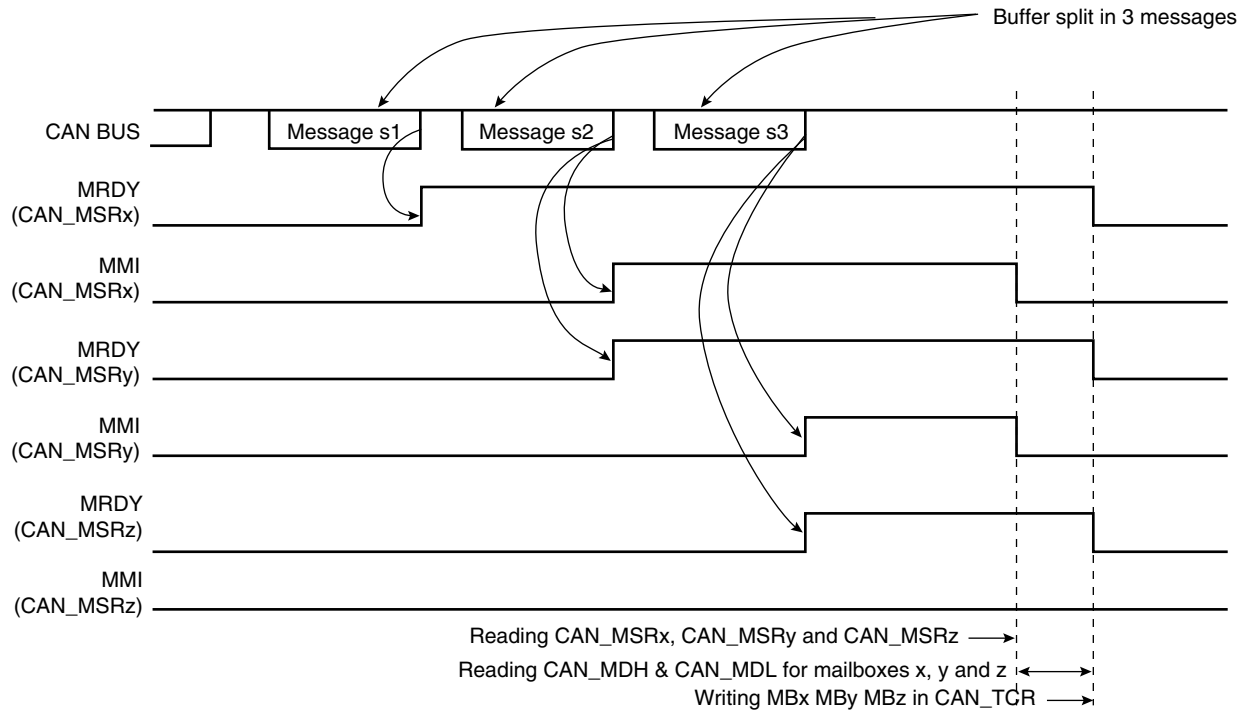 Buffer split in 3 messages
CAN BUS
Message s1
Message s2
Message s3
MRDY
(CAN_MSRx)
MMI
(CAN_MSRx)
MRDY
(CAN_MSRy)
MMI
(CAN_MSRy)
MRDY
(CAN_MSRz)
MMI
(CAN_MSRz)
Reading CAN_MSRx, CAN_MSRy and CAN_MSRz
Reading CAN_MDH & CAN_MDL for mailboxes x, y and z
Writing MBx MBy MBz in CAN_TCR